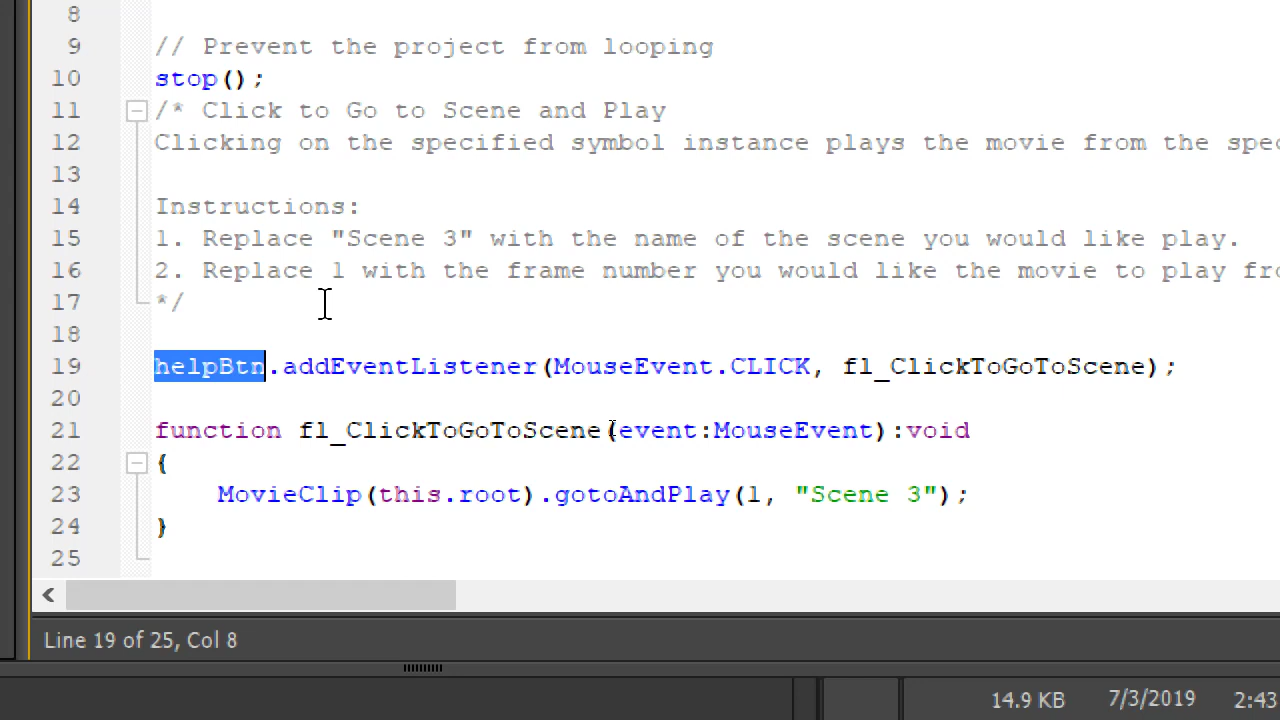 8
9 // Prevent the project from looping
10 stop();
11 /* Click to Go to Scene and Play
12 Clicking on the specified symbol instance plays the movie from the
13
14 Instructions:
15 1. Replace "Scene 3" with the name of the scene you would like play.
16 2. Replace 1 with the frame number you would like the movie to play
17 */
18
19 helpBtn.addEventListener(MouseEvent.CLICK, fl_ClickToGoToScene);
20
21 function fl_ClickToGoToScene(event:MouseEvent):void
22 {
23 MovieClip(this.root).gotoAndPlay(1, "Scene 3");
24 }
25
Line 19 of 25, Col 8
14.9 KB 7/3/2019 2:43